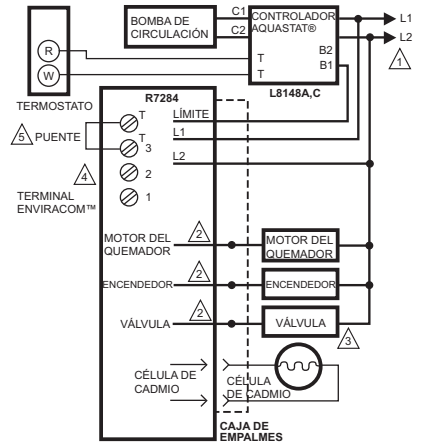 C1
BOMBA DE
CIRCULACIÓN
C2
CONTROLADOR
AQUASTAT®
L1
L2
R
W
T
T
B2
B1
1
TERMOSTATO
R7284
L8148A,C
LÍMITE
T
5 PUENTE
L1
T
3
L2
4
2
TERMINAL
ENVIRACOM™
1
MOTOR DEL
QUEMADOR
2
MOTOR DEL
QUEMADOR
ENCENDEDOR
2
ENCENDEDOR
VÁLVULA
2
VÁLVULA
3
CÉLULA DE
CADMIO
CÉLULA
DE CADMIO
CAJA DE
EMPALMES